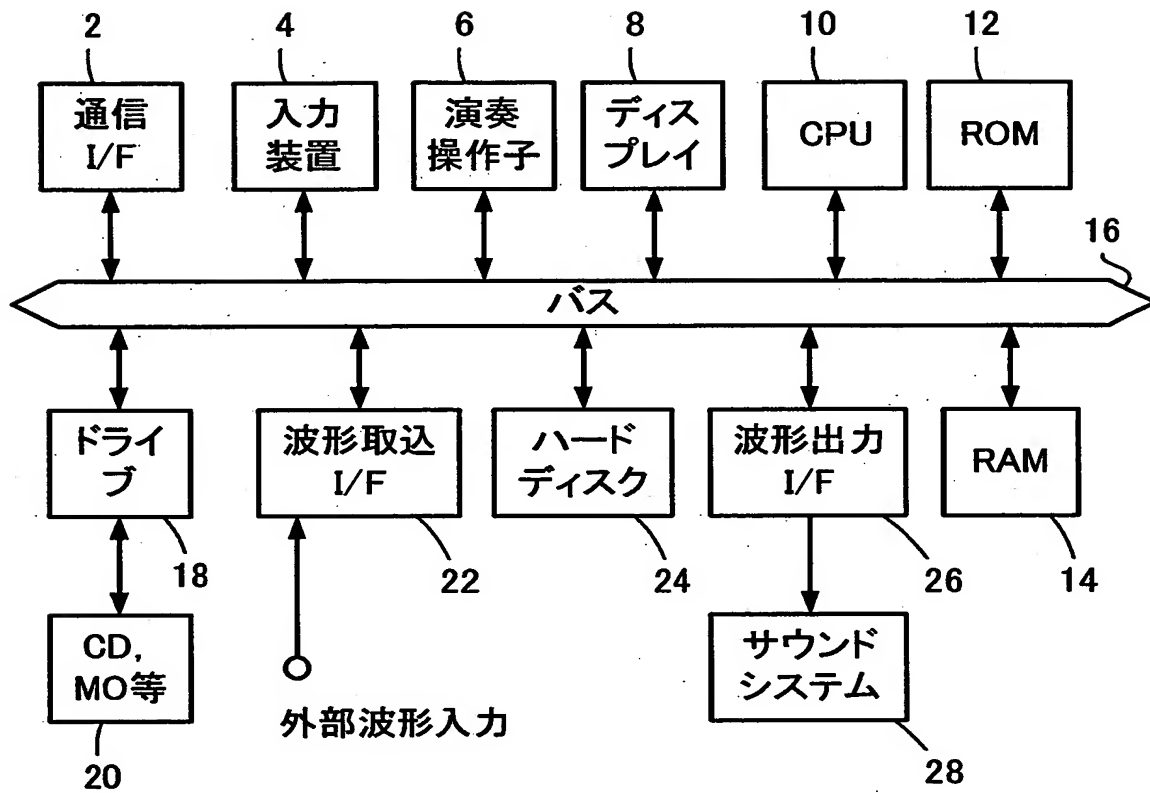 2
4
6
8
10
12
通信
I/F
入力
装置
演奏
操作子
ディス
プレイ
CPU
ROM
16
バス
ドライ
ブ
波形取込
I/F
ハード
ディスク
波形出力
I/F
RAM
18
22
24
26
14
CD,
MO等
外部波形入力
サウンド
システム
20
28